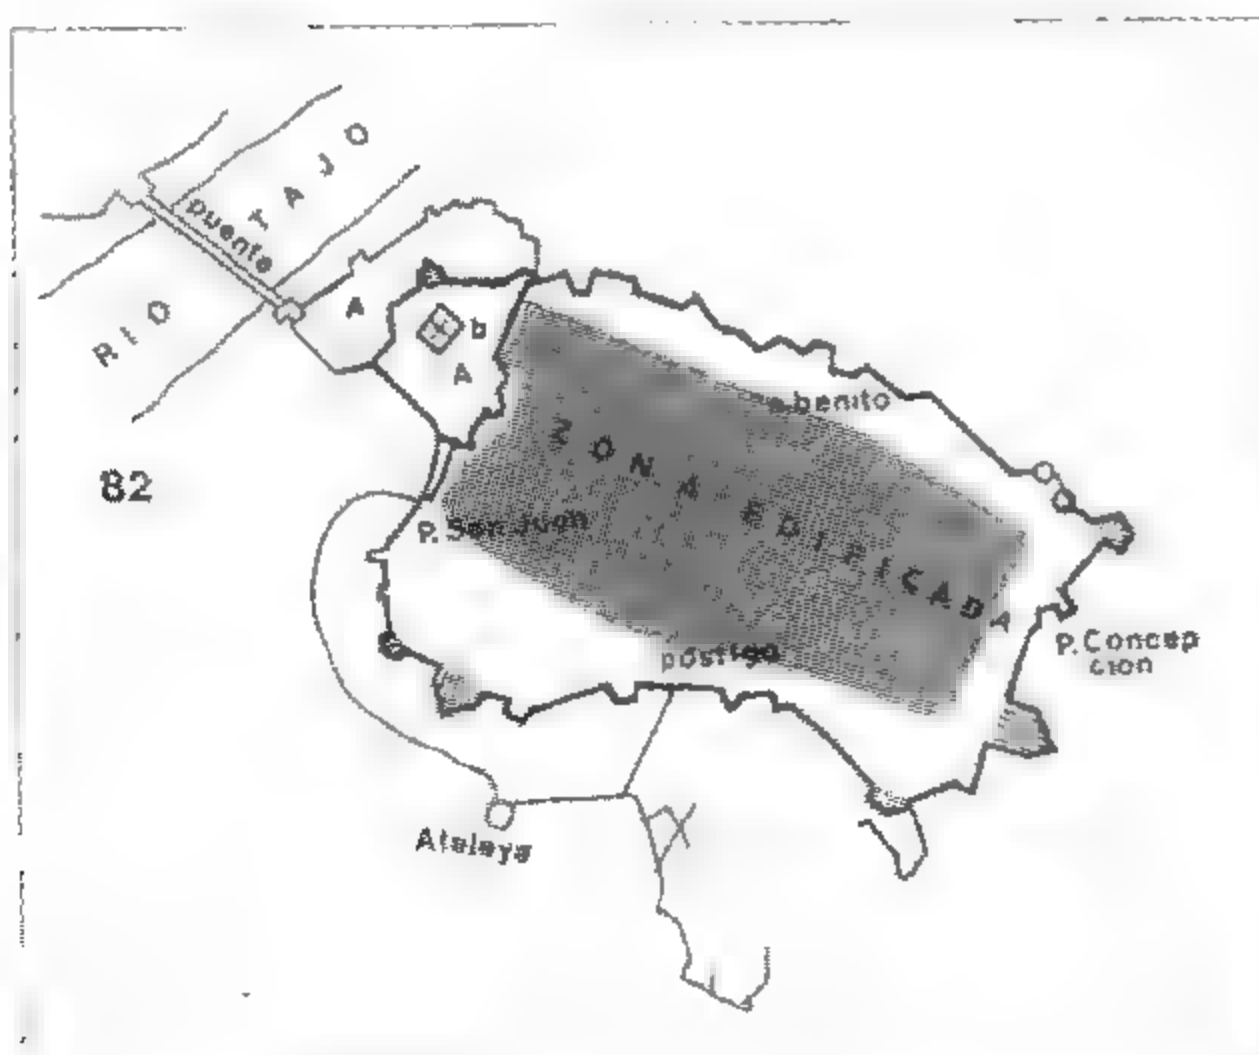 RIO TAJO
puente
A
b
A
s.benito
82
ZONA EDIFICADA
P. San Juan
P. Concep
cion
postigo
Atalaya